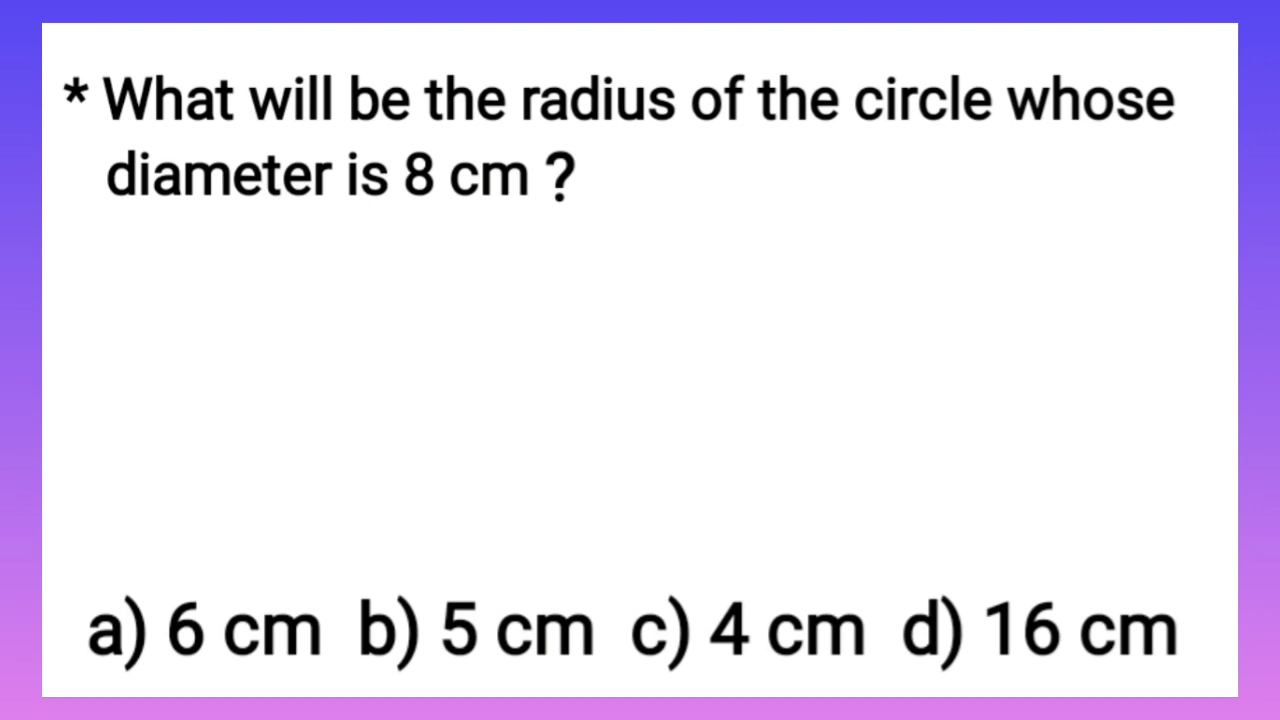 * What will be the radius of the circle whose
diameter is 8 cm ?
a) 6 cm b) 5 cm c) 4 cm d) 16 cm